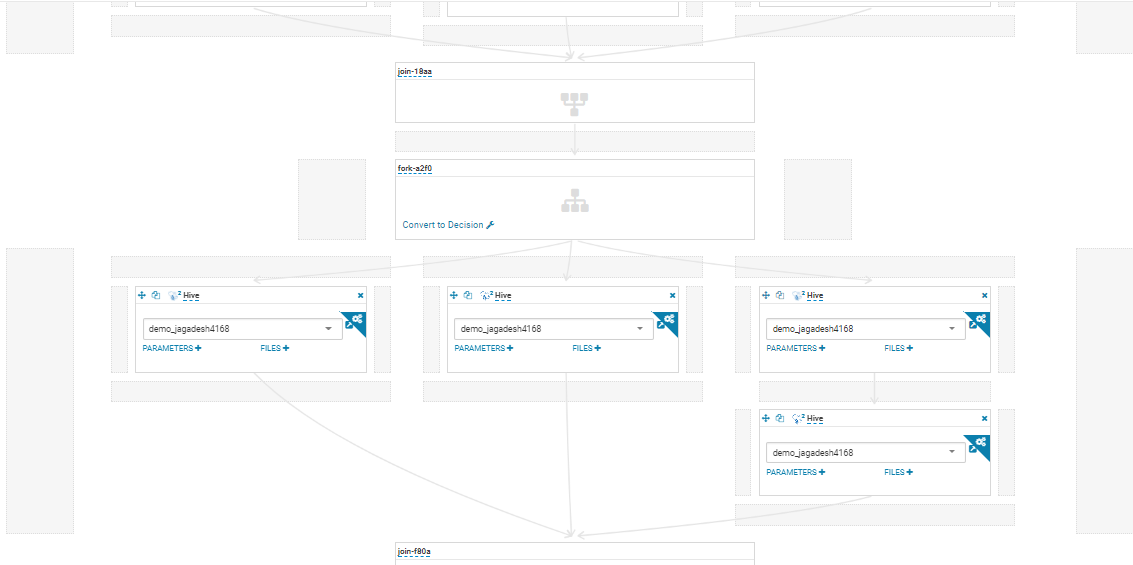 join-18aa
fork-a2f0
Convert to Decision
Hive
demo_jagadesh4168
PARAMETERS + FILES +
Hive
demo_jagadesh4168
PARAMETERS + FILES +
Hive
demo_jagadesh4168
PARAMETERS + FILES +
Hive
demo_jagadesh4168
PARAMETERS + FILES +
join-f80a